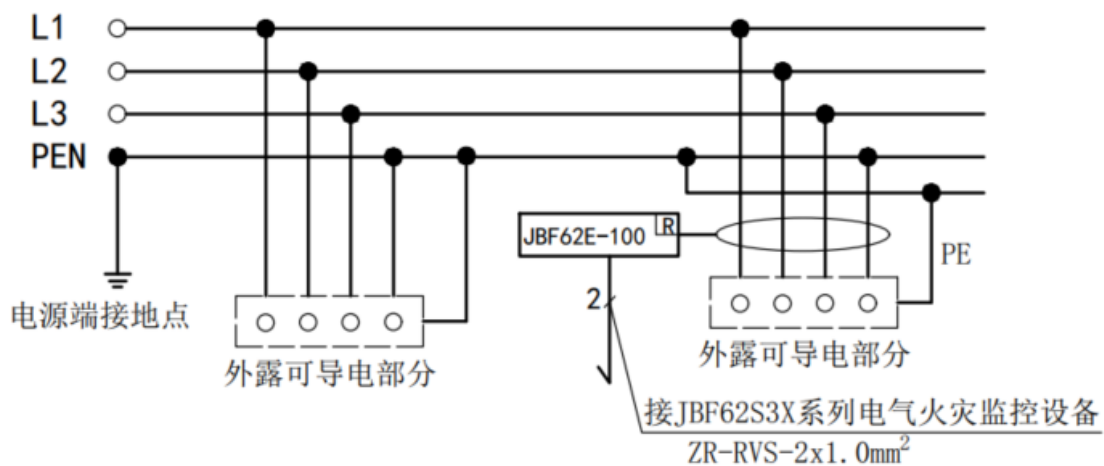 L1
L2
L3
PEN
JBF62E-100 R
PE
2
电源端接地点
外露可导电部分
外露可导电部分
接JBF62S3X系列电气火灾监控设备
ZR-RVS-2x1.0mm²